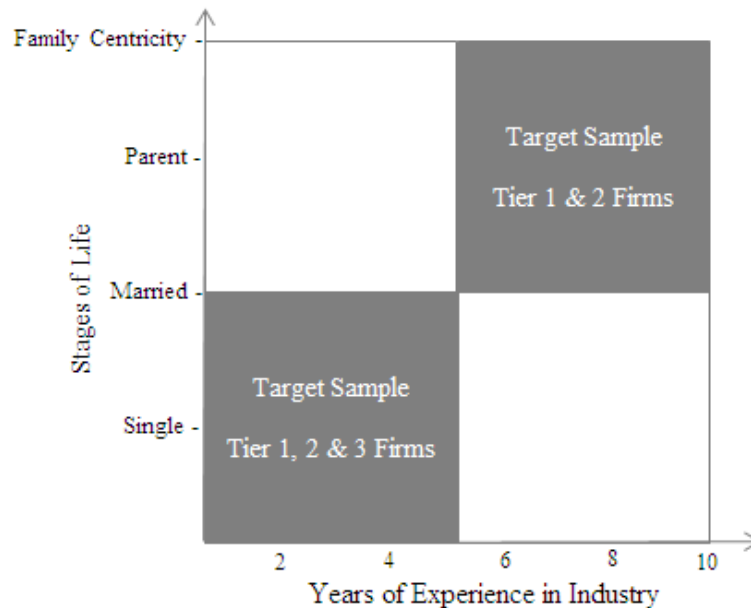 Family Centricity -
Parent -
Married -
Single -
Stages of Life
Target Sample
Tier 1 & 2 Firms
Target Sample
Tier 1, 2 & 3 Firms
2 4 6 8 10
Years of Experience in Industry